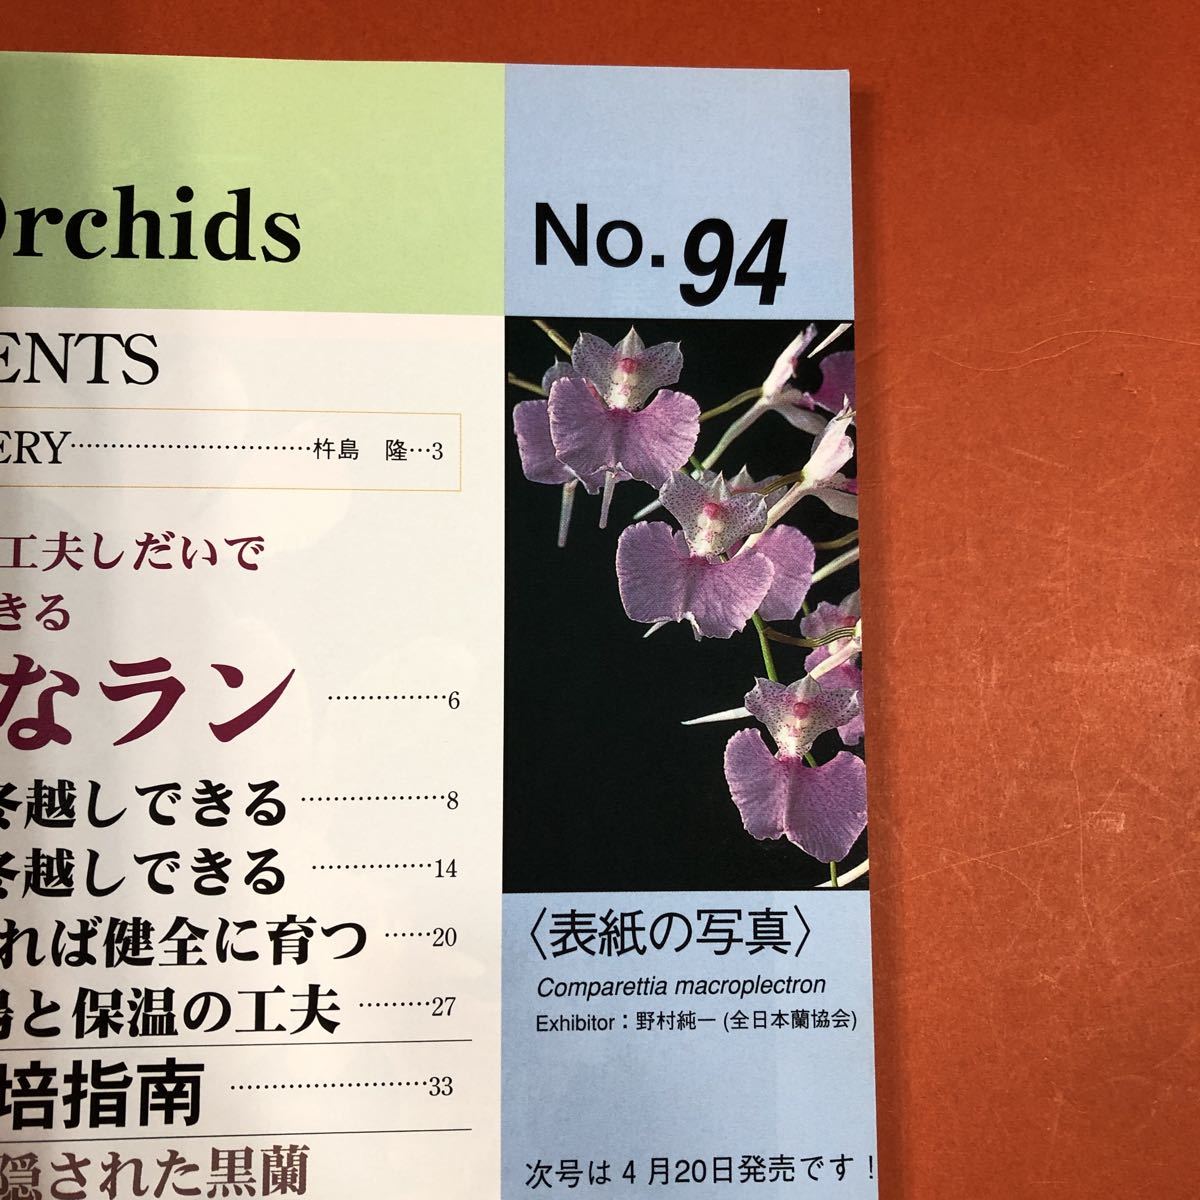 Orchids
No.94
ENTS
ERY…………………………杵島　隆…3
工夫しだいで
きる
なラン ……………6
冬越しできる ………………8
冬越しできる ……………14
れば健全に育つ ……20
場と保温の工夫 ………27
培指南 ……………………33
隠された黒蘭
〈表紙の写真〉
Comparettia macroplectron
Exhibitor：野村純一 (全日本蘭協会)
次号は 4 月20日発売です！